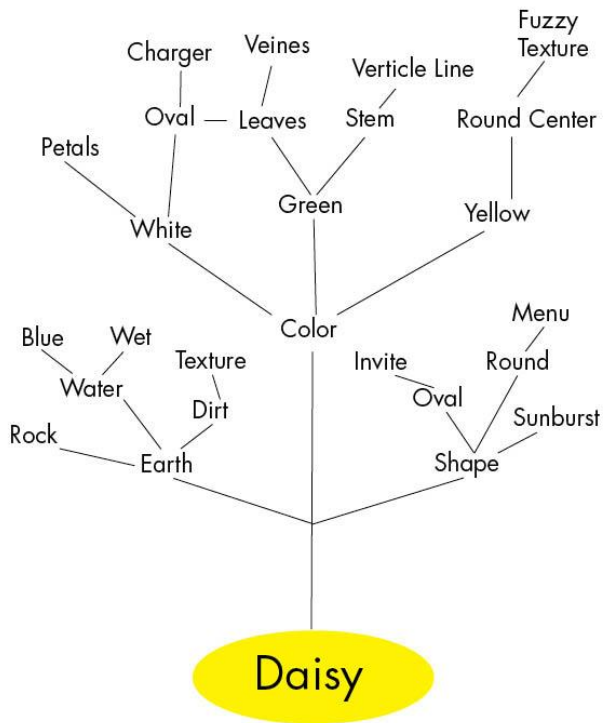 Fuzzy
Texture
Charger
Veines
Verticle Line
Oval
Leaves
Stem
Round Center
Petals
Green
White
Yellow
Color
Menu
Blue
Wet
Texture
Invite
Round
Water
Oval
Dirt
Sunburst
Rock
Earth
Shape
Daisy